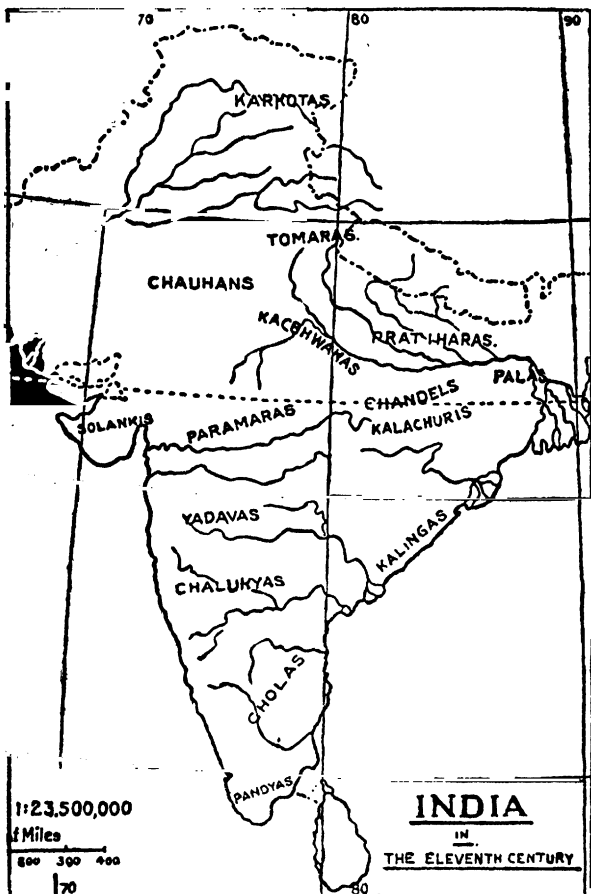 70 80 90
KARKOTAS
TOMARAS.
CHAUHANS
KACHHWAHAS
PRATIHARAS.
PALAS
CHANDELS
SOLANKIS
PARAMARAS
KALACHURIS
YADAVAS
KALINGAS
CHALUKYAS
CHOLAS
PANDYAS
1:23,500,000
f Miles
200 300 400
INDIA
IN
THE ELEVENTH CENTURY
70 80